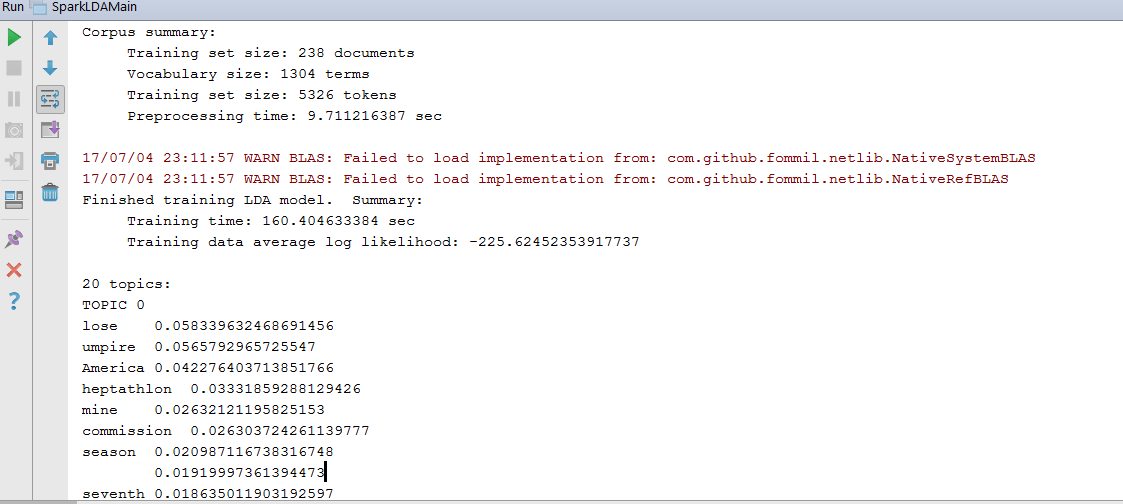 Run SparkLDAMain
Corpus summary:
Training set size: 238 documents
Vocabulary size: 1304 terms
Training set size: 5326 tokens
Preprocessing time: 9.711216387 sec
17/07/04 23:11:57 WARN BLAS: Failed to load implementation from: com.github.fommil.netlib.NativeSystemBLAS
17/07/04 23:11:57 WARN BLAS: Failed to load implementation from: com.github.fommil.netlib.NativeRefBLAS
Finished training LDA model.  Summary:
Training time: 160.404633384 sec
Training data average log likelihood: -225.62452353917737
20 topics:
TOPIC 0
lose 0.058339632468691456
umpire 0.0565792965725547
America 0.042276403713851766
heptathlon 0.03331859288129426
mine 0.02632121195825153
commission 0.026303724261139777
season 0.020987116738316748
0.01919997361394473
seventh 0.018635011903192597